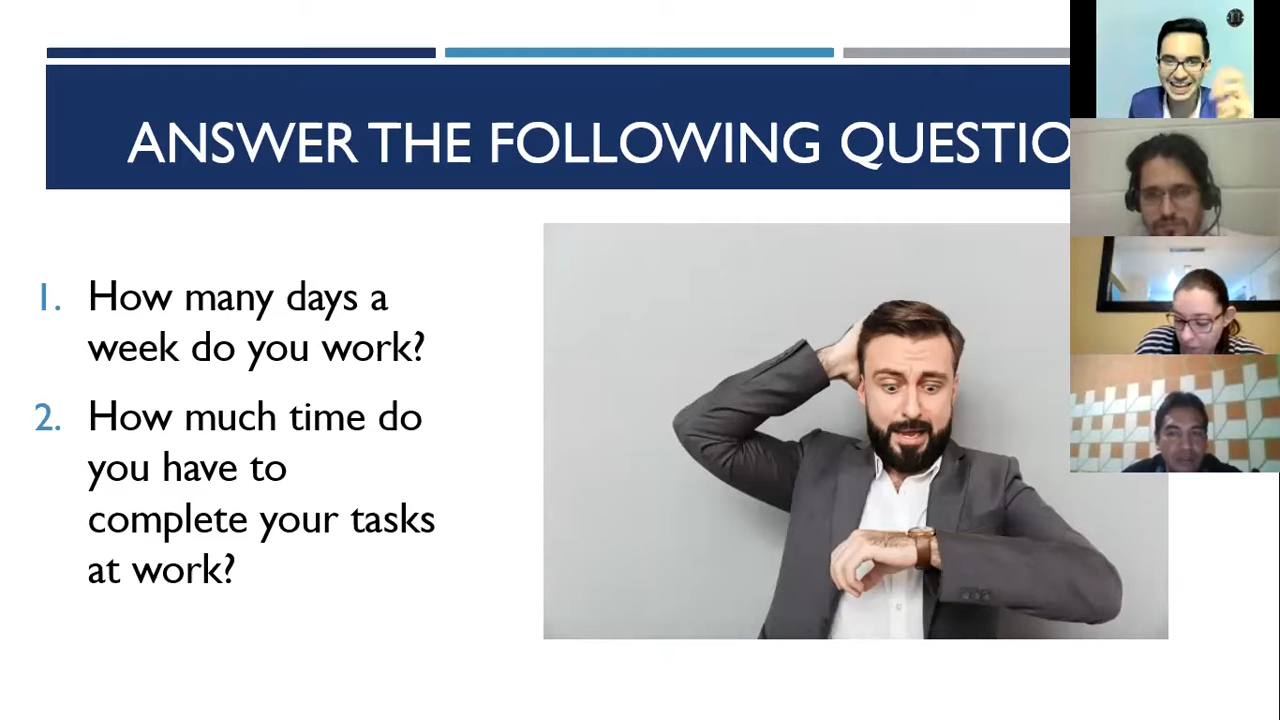 ANSWER THE FOLLOWING QUESTIO
1. How many days a
week do you work?
2. How much time do
you have to
complete your tasks
at work?